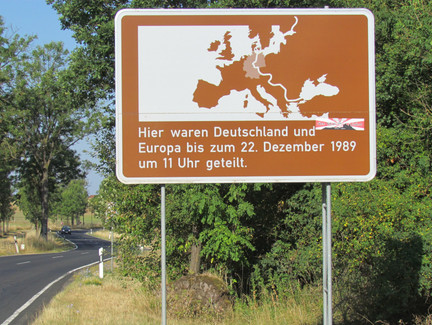 Hier waren Deutschland und
Europa bis zum 22. Dezember 1989
um 11 Uhr geteilt.